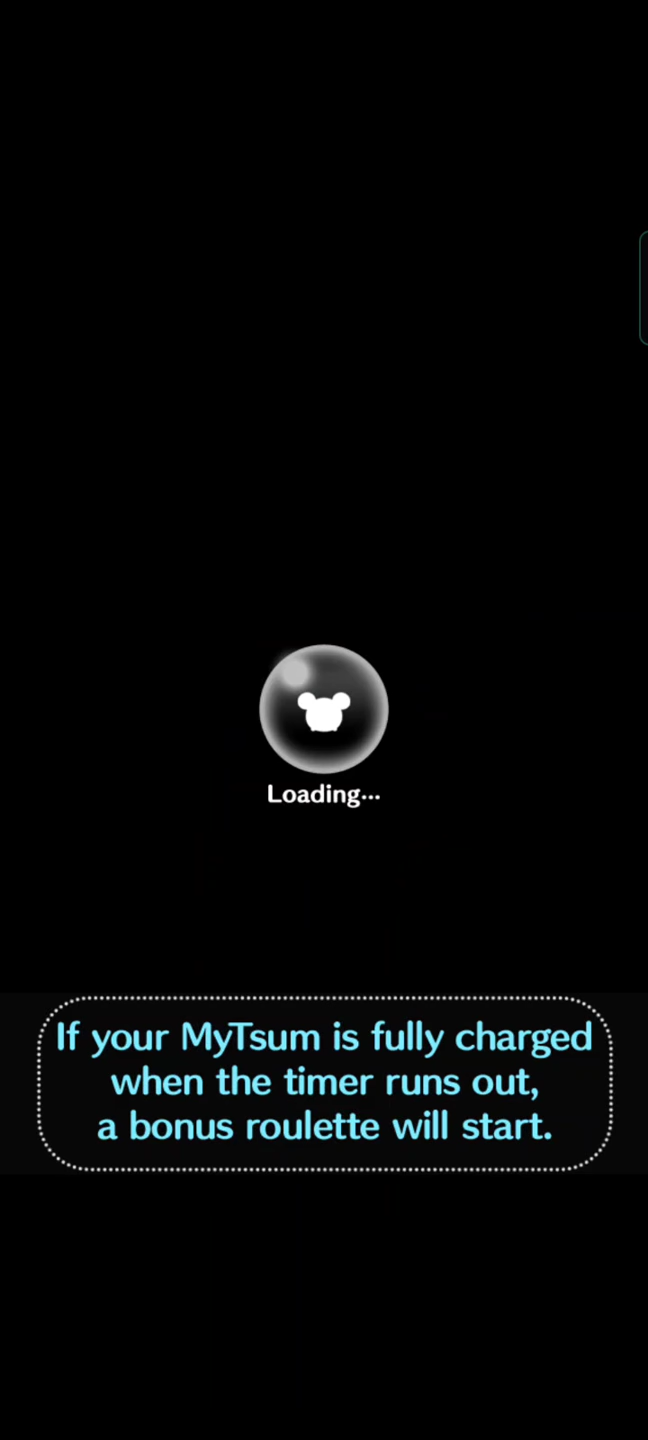 Loading···
If your MyTsum is fully charged
when the timer runs out,
a bonus roulette will start.